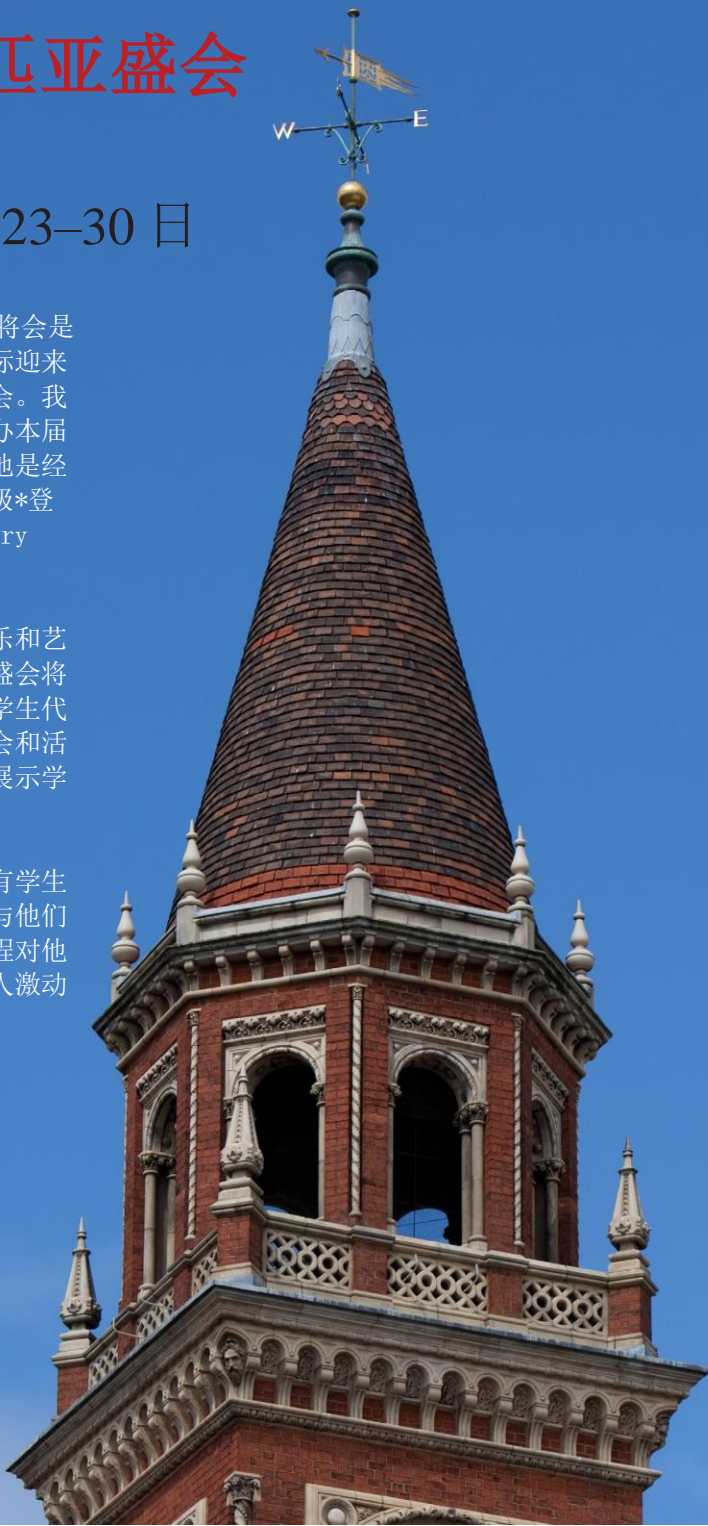 匹亚盛会
W E
23–30 日
将会是
际迎来
会。我
办本届
地是经
级*登
ry
乐和艺
盛会将
学生代
会和活
展示学
有学生
与他们
程对他
人激动